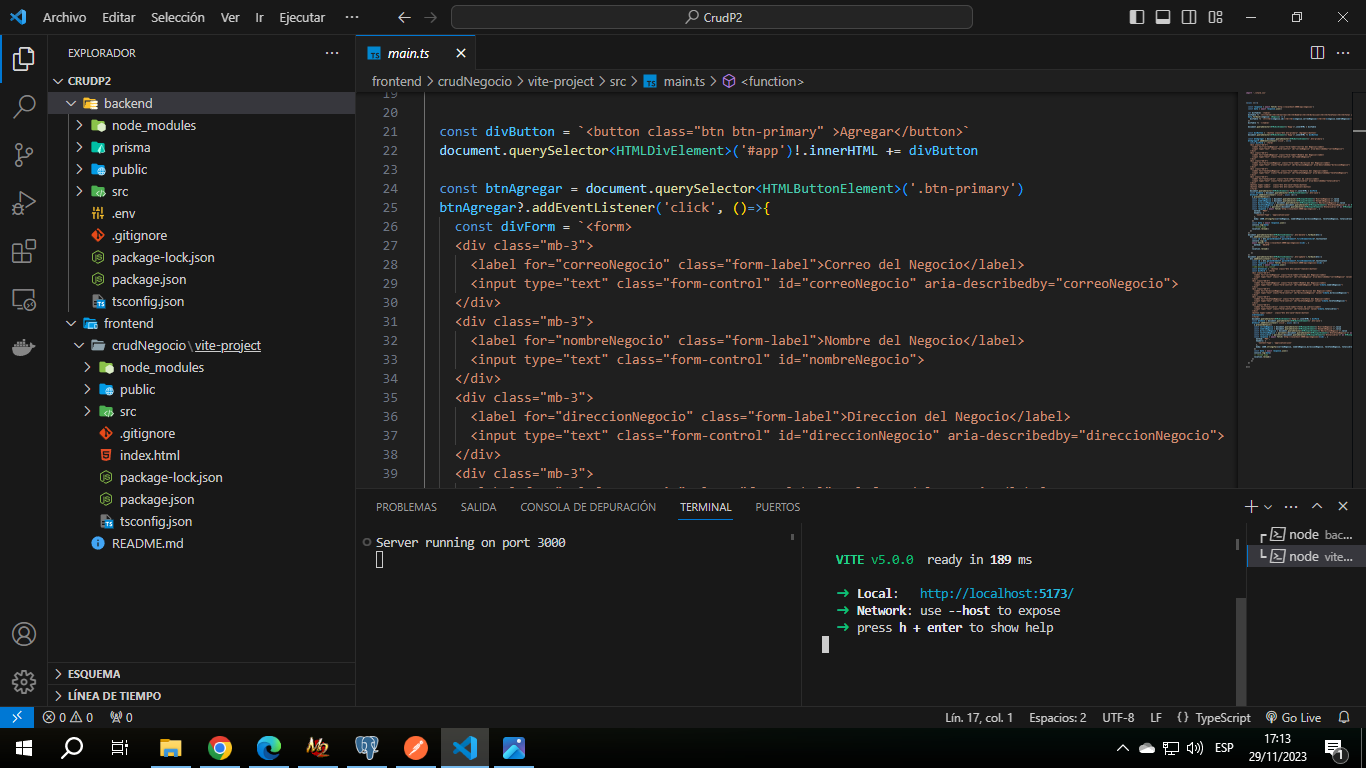 Archivo Editar Selección Ver Ir Ejecutar ··· CrudP2
EXPLORADOR ···
CRUDP2
backend
node_modules
prisma
public
src
.env
.gitignore
package-lock.json
package.json
tsconfig.json
frontend
crudNegocio\vite-project
node_modules
public
src
.gitignore
index.html
package-lock.json
package.json
tsconfig.json
README.md
ESQUEMA
LÍNEA DE TIEMPO
main.ts
frontend > crudNegocio > vite-project > src > main.ts > <function>
19
20
21 const divButton = `<button class="btn btn-primary" >Agregar</button>`
22 document.querySelector<HTMLDivElement>('#app')!.innerHTML += divButton
23
24 const btnAgregar = document.querySelector<HTMLButtonElement>('.btn-primary')
25 btnAgregar?.addEventListener('click', ()=>{
26 const divForm = `<form>
27 <div class="mb-3">
28 <label for="correoNegocio" class="form-label">Correo del Negocio</label>
29 <input type="text" class="form-control" id="correoNegocio" aria-describedby="correoNegocio">
30 </div>
31 <div class="mb-3">
32 <label for="nombreNegocio" class="form-label">Nombre del Negocio</label>
33 <input type="text" class="form-control" id="nombreNegocio">
34 </div>
35 <div class="mb-3">
36 <label for="direccionNegocio" class="form-label">Direccion del Negocio</label>
37 <input type="text" class="form-control" id="direccionNegocio" aria-describedby="direccionNegocio">
38 </div>
39 <div class="mb-3">
PROBLEMAS SALIDA CONSOLA DE DEPURACIÓN TERMINAL PUERTOS
Server running on port 3000
VITE v5.0.0 ready in 189 ms
➜ Local: http://localhost:5173/
➜ Network: use --host to expose
➜ press h + enter to show help
node bac...
node vite...
0 0 0 Lín. 17, col. 1 Espacios: 2 UTF-8 LF {} TypeScript Go Live
ESP
17:13
29/11/2023
1